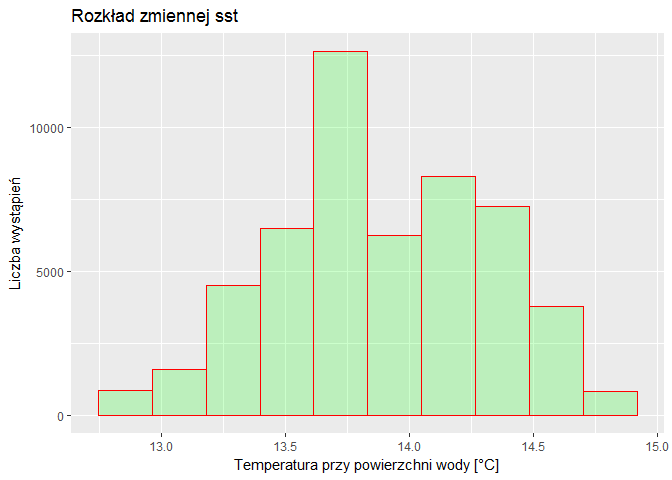 Rozkład zmiennej sst
Liczba wystąpień
10000
5000
0
13.0 13.5 14.0 14.5 15.0
Temperatura przy powierzchni wody [°C]